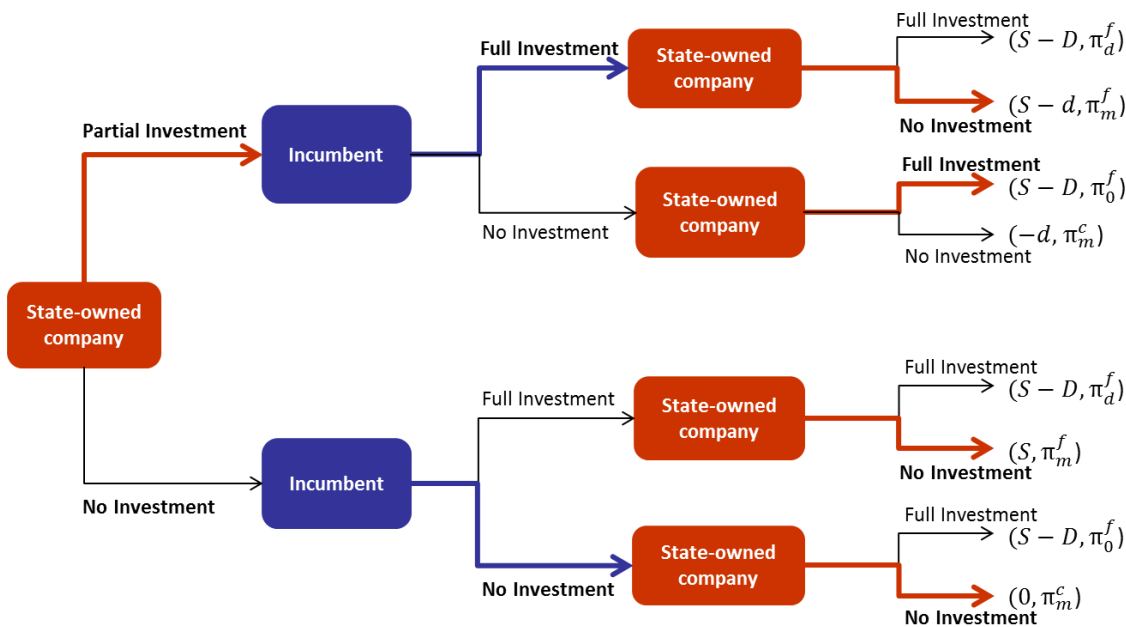 Full Investment
(S − D, π_d^f)
Full Investment
State-owned
company
(S − d, π_m^f)
No Investment
Partial Investment
Incumbent
Full Investment
(S − D, π_0^f)
State-owned
company
No Investment
(−d, π_m^c)
No Investment
State-owned
company
Full Investment
(S − D, π_d^f)
Full Investment
State-owned
company
(S, π_m^f)
No Investment
No Investment
Incumbent
Full Investment
(S − D, π_0^f)
State-owned
company
No Investment
(0, π_m^c)
No Investment